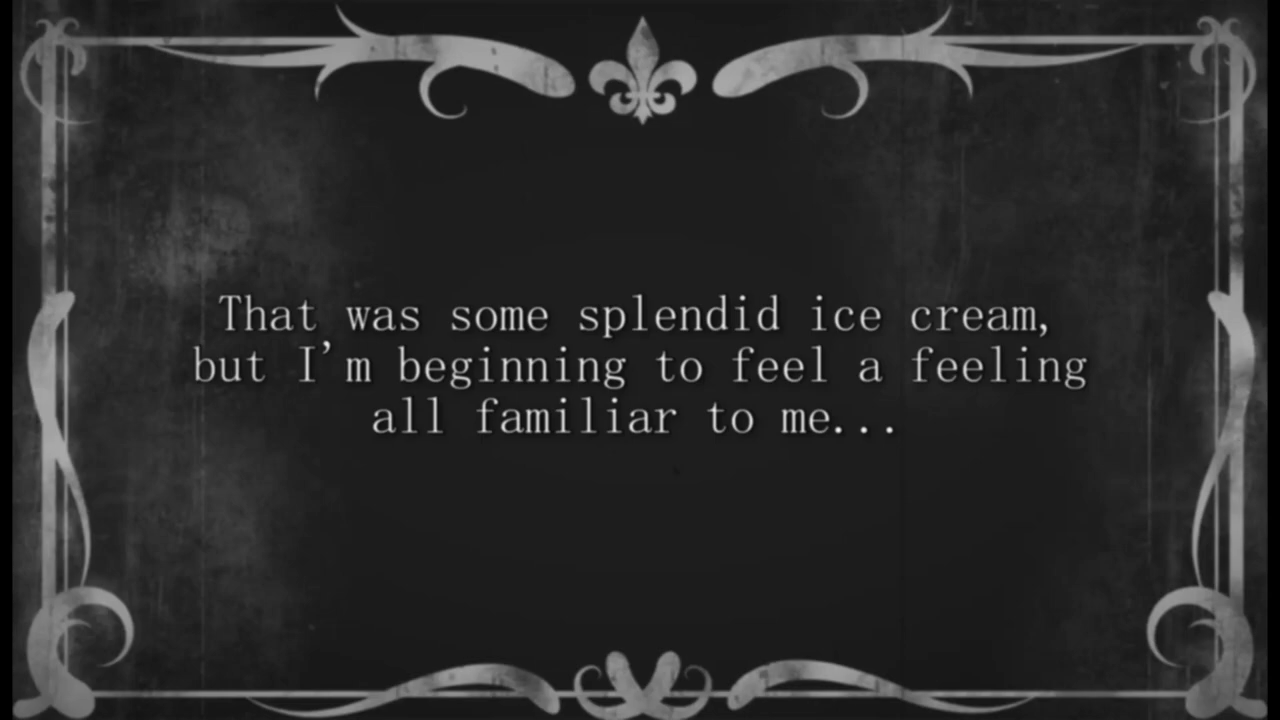 That was some splendid ice cream,
but I'm beginning to feel a feeling
all familiar to me...